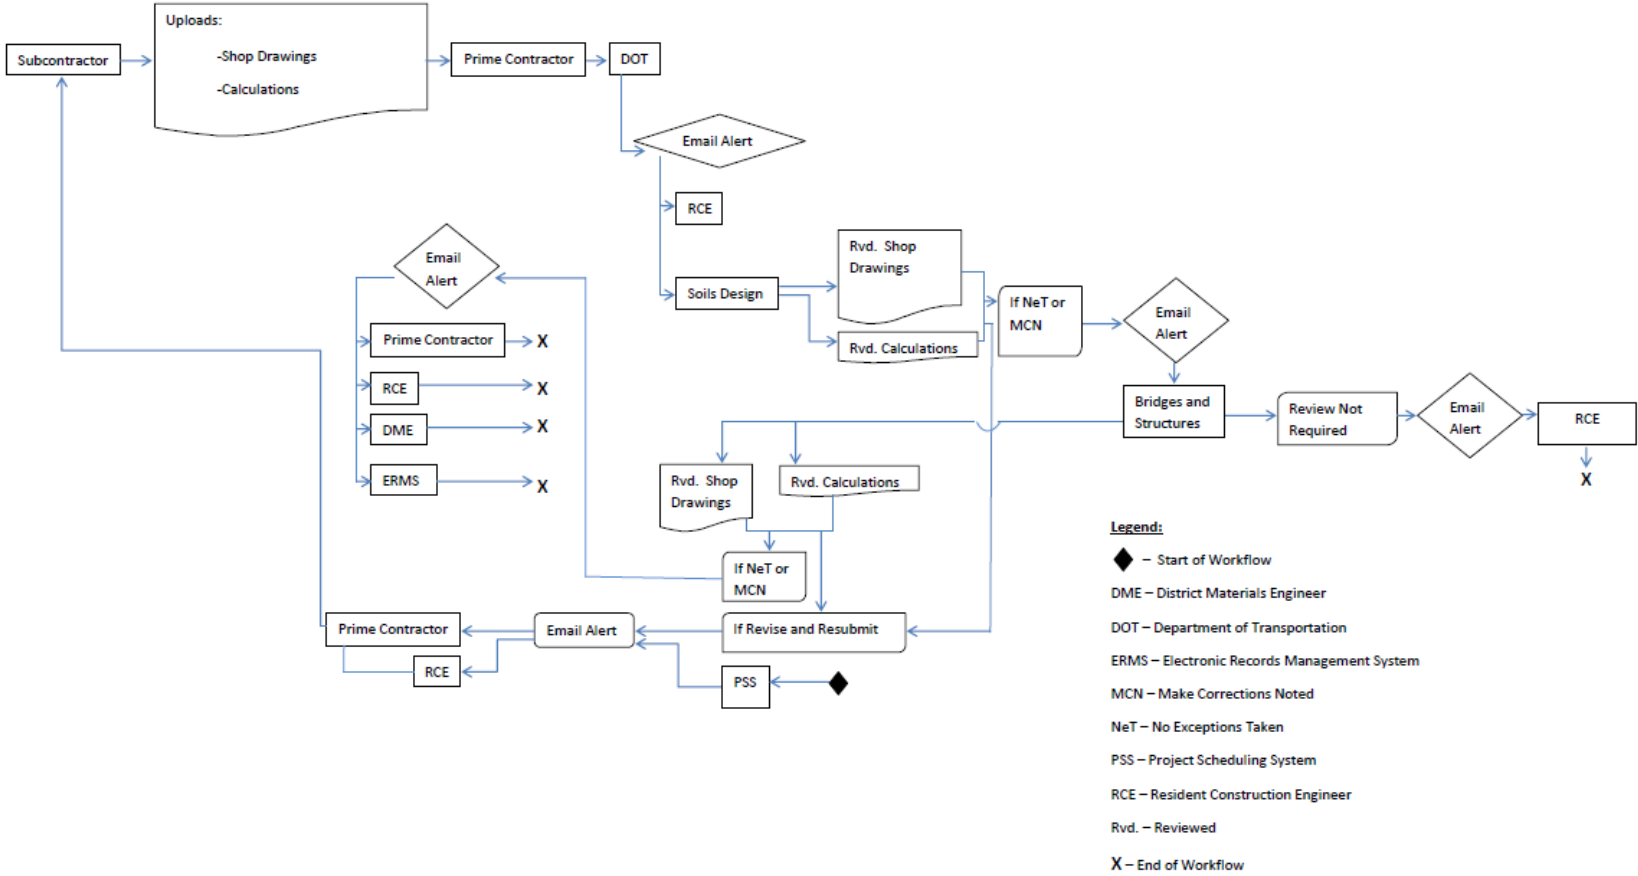 Uploads:
-Shop Drawings
-Calculations
Subcontractor
Prime Contractor
DOT
Email Alert
RCE
Soils Design
Rvd. Shop
Drawings
Rvd. Calculations
If NeT or
MCN
Email
Alert
Bridges and
Structures
Review Not
Required
Email
Alert
RCE
X
Email
Alert
Prime Contractor
X
RCE
X
DME
X
ERMS
X
Rvd. Shop
Drawings
Rvd. Calculations
If NeT or
MCN
If Revise and Resubmit
Email Alert
Prime Contractor
RCE
PSS
Legend:
– Start of Workflow
DME – District Materials Engineer
DOT – Department of Transportation
ERMS – Electronic Records Management System
MCN – Make Corrections Noted
NeT – No Exceptions Taken
PSS – Project Scheduling System
RCE – Resident Construction Engineer
Rvd. – Reviewed
X – End of Workflow